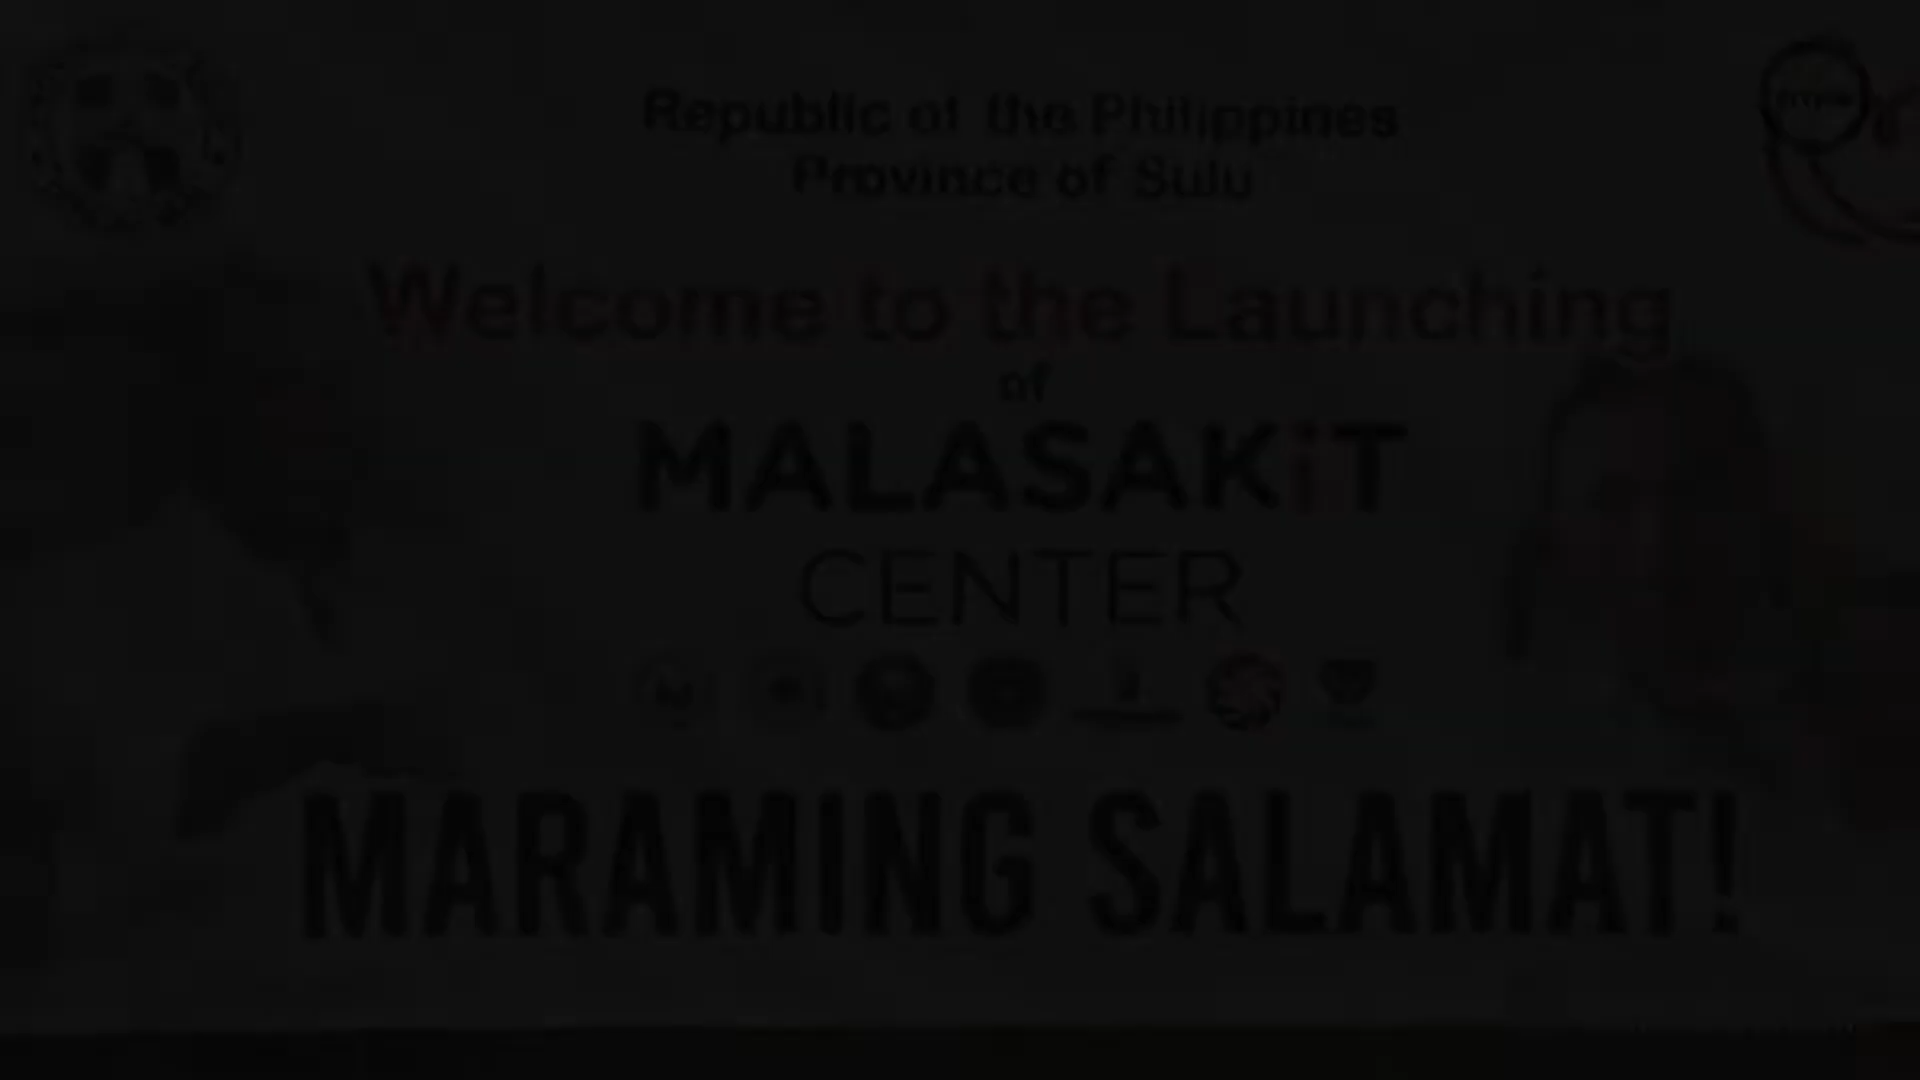 Republic of the Philippines
Province of Sulu
Welcome to the Launching
of
MALASAKiT
CENTER
MARAMING SALAMAT!